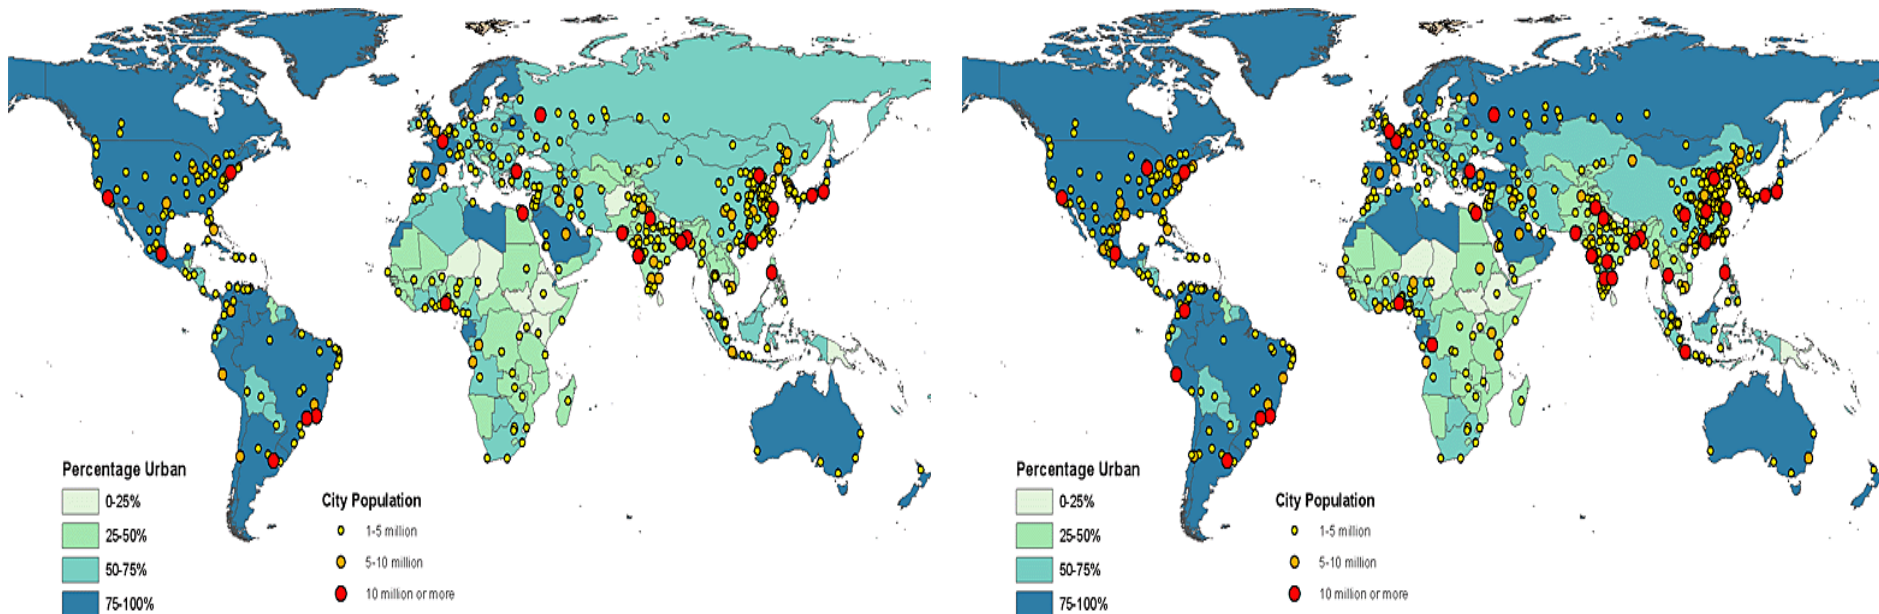 Percentage Urban
0-25%
25-50%
50-75%
75-100%
City Population
1-5 million
5-10 million
10 million or more
Percentage Urban
0-25%
25-50%
50-75%
75-100%
City Population
1-5 million
5-10 million
10 million or more